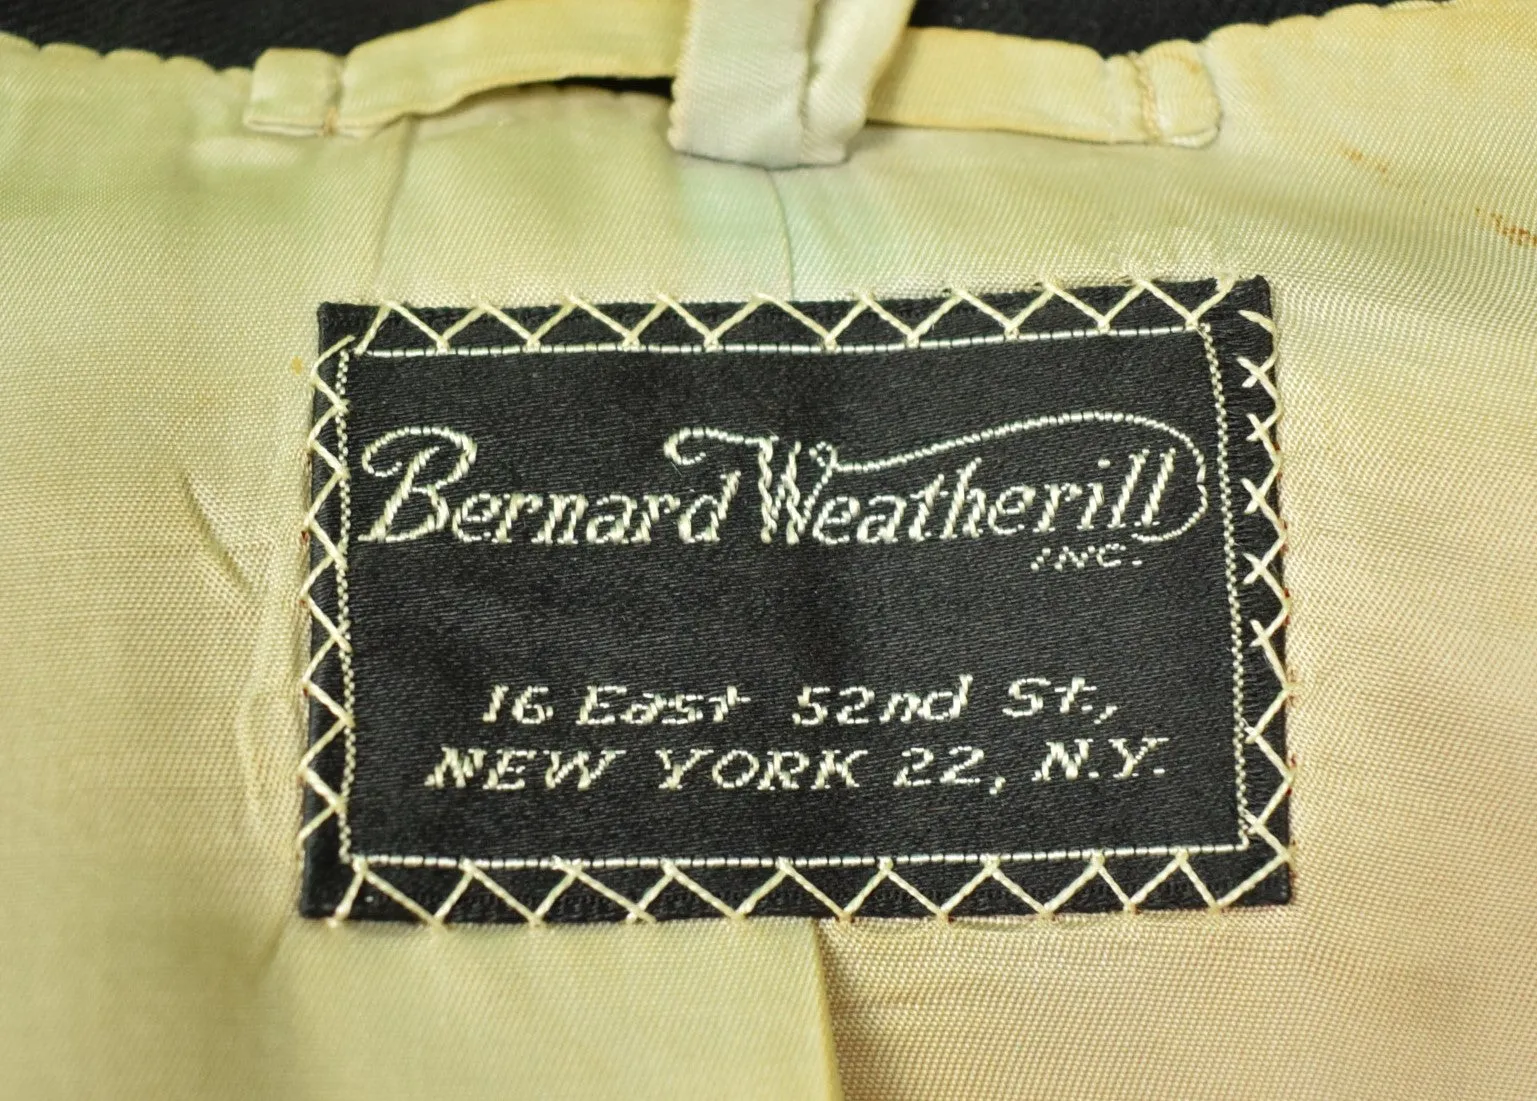 Bernard Weatherill
INC.
16 East 52nd St.,
NEW YORK 22, N.Y.